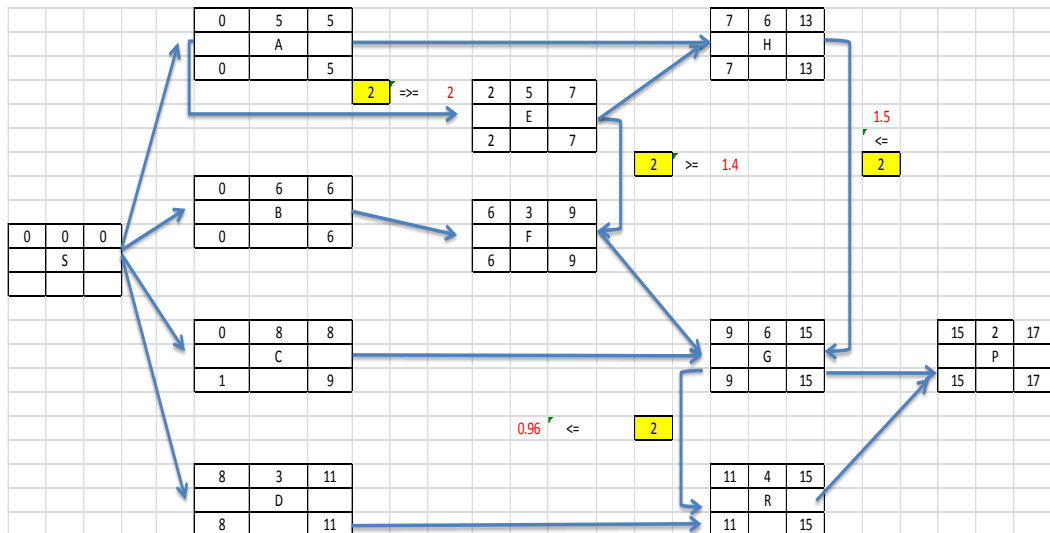 0 5 5
A
0 5
7 6 13
H
7 13
2 =>= 2
2 5 7
E
2 7
1.5
<=
2
2 >= 1.4
0 6 6
B
0 6
6 3 9
F
6 9
0 0 0
S
0 8 8
C
1 9
9 6 15
G
9 15
15 2 17
P
15 17
0.96 <= 2
8 3 11
D
8 11
11 4 15
R
11 15